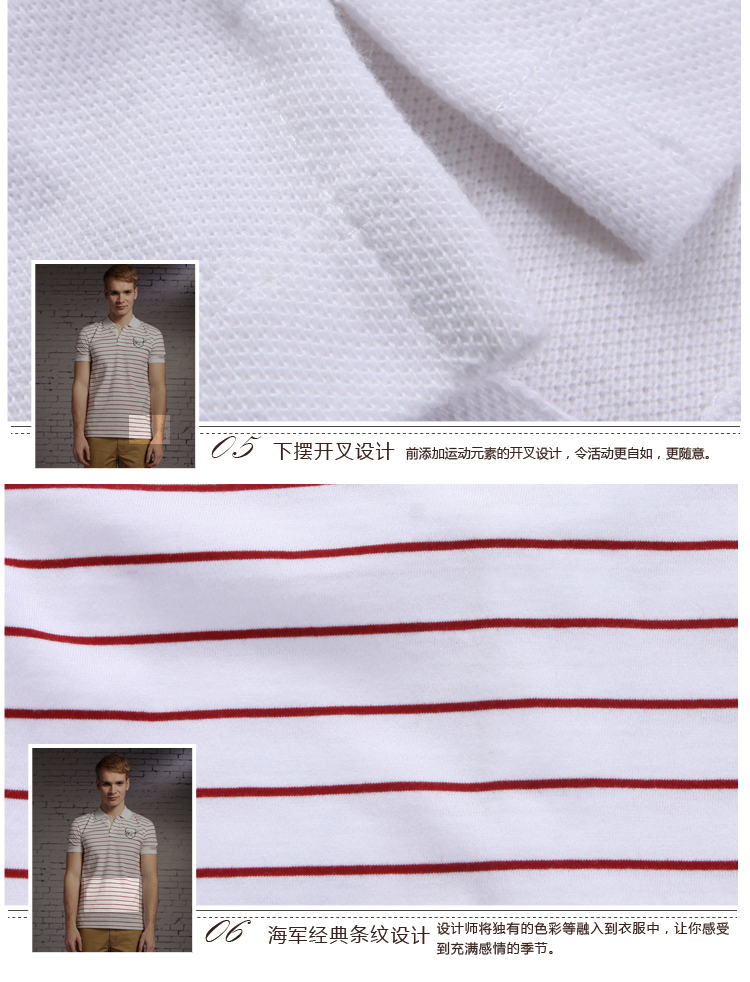 05 下摆开叉设计 前添加运动元素的开叉设计，令活动更自如，更随意。
06 海军经典条纹设计 设计师将独有的色彩等融入到衣服中，让你感受
到充满感情的季节。